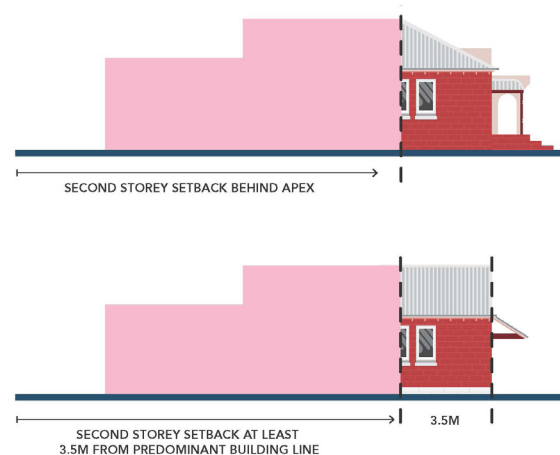 SECOND STOREY SETBACK BEHIND APEX
3.5M
SECOND STOREY SETBACK AT LEAST
3.5M FROM PREDOMINANT BUILDING LINE